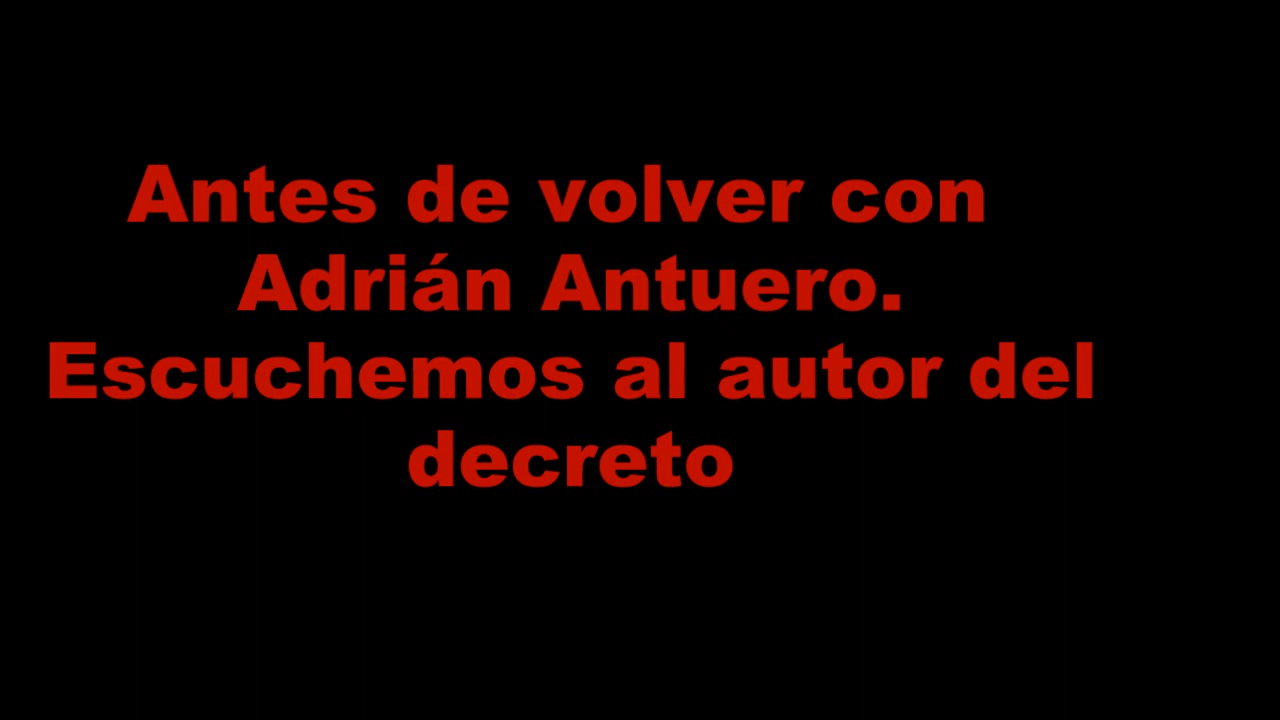 Antes de volver con
Adrián Antuero.
Escuchemos al autor del
decreto